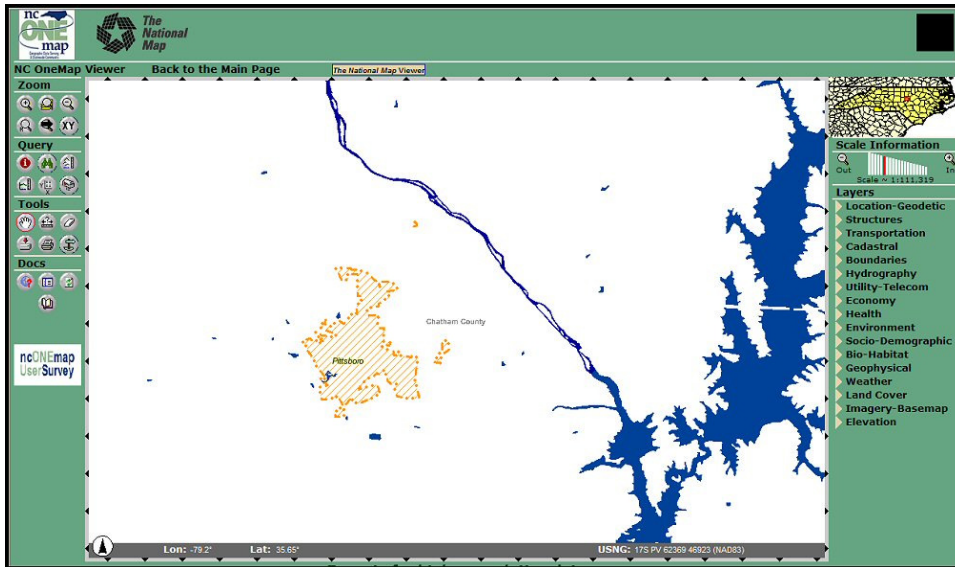 nc
ONE
map
The
National
Map
NC OneMap Viewer
Back to the Main Page
The National Map Viewer
Zoom
XY
Query
Tools
Docs
ncONEmap
UserSurvey
Chatham County
Pittsboro
Lon: -79.2°
Lat: 35.65°
USNG: 17S PV 62369 46923 (NAD83)
Scale Information
Out
In
Scale ~ 1:111,319
Layers
Location-Geodetic
Structures
Transportation
Cadastral
Boundaries
Hydrography
Utility-Telecom
Economy
Health
Environment
Socio-Demographic
Bio-Habitat
Geophysical
Weather
Land Cover
Imagery-Basemap
Elevation